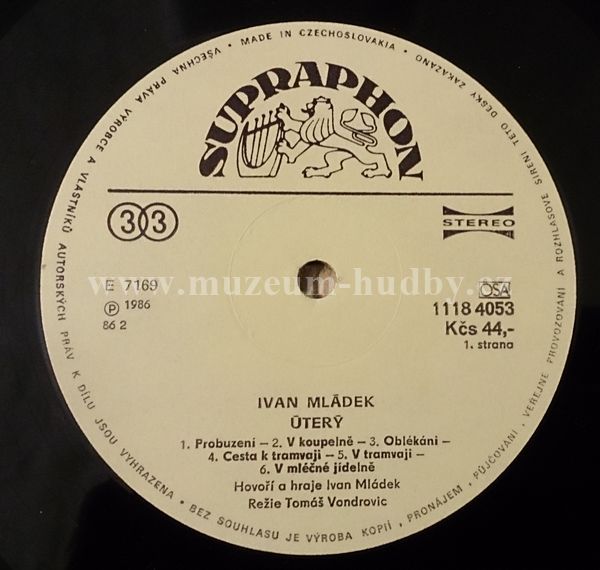 VŠECHNA PRÁVA VÝROBCE A VLASTNÍKŮ AUTORSKÝCH PRÁV K DÍLU JSOU VYHRAZENA • BEZ SOUHLASU JE VÝROBA KOPIÍ, PRONÁJEM, PŮJČOVÁNÍ, VEŘEJNÉ PROVOZOVÁNÍ A ROZHLASOVÉ ŠÍŘENÍ TÉTO DESKY ZAKÁZÁNO • MADE IN CZECHOSLOVAKIA •
SUPRAPHON
33
STEREO
www.muzeum-hudby.cz
E 7169
OSA
Ⓟ 1986
1118 4053
86 2
Kčs 44,-
1. strana
IVAN MLÁDEK
ÚTERÝ
1. Probuzení – 2. V koupelně – 3. Oblékání –
4. Cesta k tramvaji – 5. V tramvaji –
6. V mléčné jídelně
Hovoří a hraje Ivan Mládek
Režie Tomáš Vondrovic